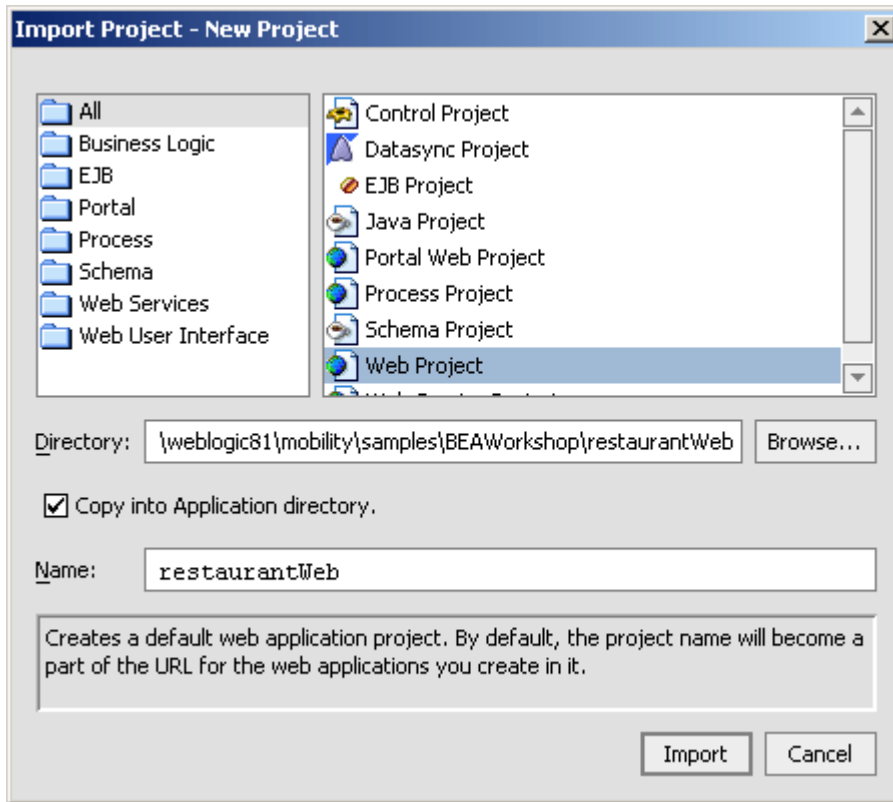 Import Project - New Project
All
Business Logic
EJB
Portal
Process
Schema
Web Services
Web User Interface
Control Project
Datasync Project
EJB Project
Java Project
Portal Web Project
Process Project
Schema Project
Web Project
Directory: \weblogic81\mobility\samples\BEAWorkshop\restaurantWeb Browse...
Copy into Application directory.
Name: restaurantWeb
Creates a default web application project. By default, the project name will become a
part of the URL for the web applications you create in it.
Import Cancel